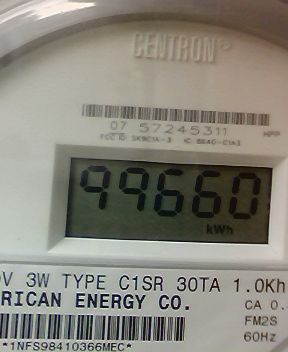 CENTRON®
07 57245311
HPP
FCC ID SK9C1A-3 IC 864G-C1A3
99660
kWh
V 3W TYPE C1SR 30TA 1.0Kh
RICAN ENERGY CO.
CA 0.
FM2S
60Hz
*1NFS98410366MEC*